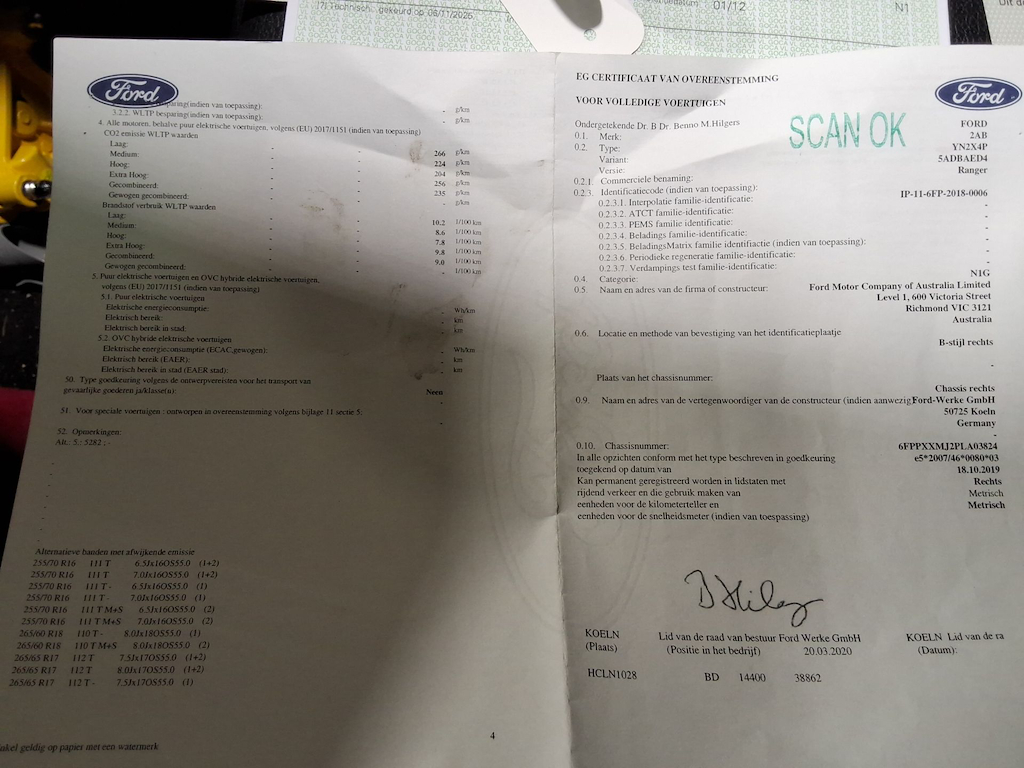 (7) Technisch. gekeurd op 08/11/2026
01/12
N1
Ford
3.2.2. WLTP besparing(indien van toepassing): - g/km
- g/km
4. Alle motoren, behalve puur elektrische voertuigen, volgens (EU) 2017/1151 (indien van toepassing)
CO2 emissie WLTP waarden
Laag: - 266 g/km
Medium: - 224 g/km
Hoog: - 204 g/km
Extra Hoog: - 256 g/km
Gecombineerd: - 235 g/km
Gewogen gecombineerd: - g/km
Brandstof verbruik WLTP waarden
Laag: - 10.2 1/100 km
Medium: - 8.6 1/100 km
Hoog: - 7.8 1/100 km
Extra Hoog: - 9.8 1/100 km
Gecombineerd: - 9.0 1/100 km
Gewogen gecombineerd: - 1/100 km
5. Puur elektrische voertuigen en OVC hybride elektrische voertuigen,
volgens (EU) 2017/1151 (indien van toepassing)
5.1. Puur elektrische voertuigen
Elektrische energieconsumptie: - Wh/km
Elektrisch bereik: - km
Elektrisch bereik in stad: - km
5.2. OVC hybride elektrische voertuigen
Elektrische energieconsumptie (ECAC,gewogen): - Wh/km
Elektrisch bereik (EAER): - km
Elektrisch bereik in stad (EAER stad): - km
50. Type goedkeuring volgens de ontwerpvereisten voor het transport van
gevaarlijke goederen ja/klasse(n): Neen
51. Voor speciale voertuigen : ontworpen in overeenstemming volgens bijlage 11 sectie 5: -
52. Opmerkingen:
Alt.: 5.: 5282 ; -
Alternatieve banden met afwijkende emissie
255/70 R16 111 T 6.5Jx16OS55.0 (1+2)
255/70 R16 111 T 7.0Jx16OS55.0 (1+2)
255/70 R16 111 T - 6.5Jx16OS55.0 (1)
255/70 R16 111 T - 7.0Jx16OS55.0 (1)
255/70 R16 111 T M+S 6.5Jx16OS55.0 (2)
255/70 R16 111 T M+S 7.0Jx16OS55.0 (2)
265/60 R18 110 T - 8.0Jx18OS55.0 (1)
265/60 R18 110 T M+S 8.0Jx18OS55.0 (2)
265/65 R17 112 T 7.5Jx17OS55.0 (1+2)
265/65 R17 112 T 8.0Jx17OS55.0 (1+2)
265/65 R17 112 T - 7.5Jx17OS55.0 (1)
4
geldig op papier met een watermerk
EG CERTIFICAAT VAN OVEREENSTEMMING
VOOR VOLLEDIGE VOERTUIGEN
Ford
SCAN OK
Ondergetekende Dr. B Dr. Benno M.Hilgers
0.1. Merk: FORD
0.2. Type: 2AB
Variant: YN2X4P
Versie: 5ADBAED4
0.2.1. Commerciele benaming: Ranger
0.2.3. Identificatiecode (indien van toepassing):
0.2.3.1. Interpolatie familie-identificatie: IP-11-6FP-2018-0006
0.2.3.2. ATCT familie-identificatie: -
0.2.3.3. PEMS familie-identificatie: -
0.2.3.4. Beladings familie-identificatie: -
0.2.3.5. BeladingsMatrix familie identifiactie (indien van toepassing): -
0.2.3.6. Periodieke regeneratie familie-identificatie: -
0.2.3.7. Verdampings test familie-identificatie: -
0.4. Categorie: N1G
0.5. Naam en adres van de firma of constructeur: Ford Motor Company of Australia Limited
Level 1, 600 Victoria Street
Richmond VIC 3121
Australia
0.6. Locatie en methode van bevestiging van het identificatieplaatje
B-stijl rechts
-
Plaats van het chassisnummer:
Chassis rechts
0.9. Naam en adres van de vertegenwoordiger van de constructeur (indien aanwezig Ford-Werke GmbH
50725 Koeln
Germany
-
0.10. Chassisnummer: 6FPPXXMJ2PLA03824
In alle opzichten conform met het type beschreven in goedkeuring e5*2007/46*0080*03
toegekend op datum van 18.10.2019
Kan permanent geregistreerd worden in lidstaten met Rechts
rijdend verkeer en die gebruik maken van Metrisch
eenheden voor de kilometerteller en Metrisch
eenheden voor de snelheidsmeter (indien van toespassing)
KOELN Lid van de raad van bestuur Ford Werke GmbH KOELN Lid van de ra
(Plaats) (Positie in het bedrijf) 20.03.2020 (Datum):
HCLN1028 BD 14400 38862